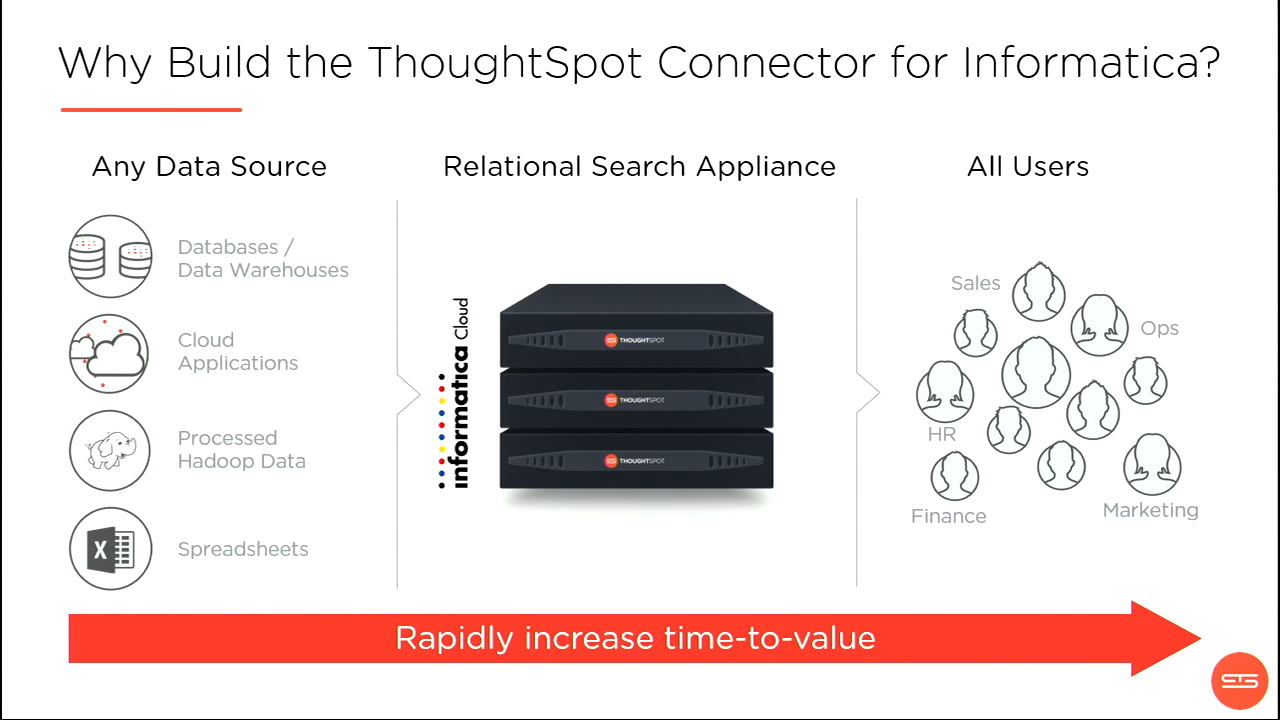 Why Build the ThoughtSpot Connector for Informatica?
Any Data Source
Databases /
Data Warehouses
Cloud
Applications
Processed
Hadoop Data
X
Spreadsheets
Relational Search Appliance
informatica Cloud
THOUGHTSPOT
THOUGHTSPOT
THOUGHTSPOT
All Users
Sales
Ops
HR
Finance
Marketing
Rapidly increase time-to-value